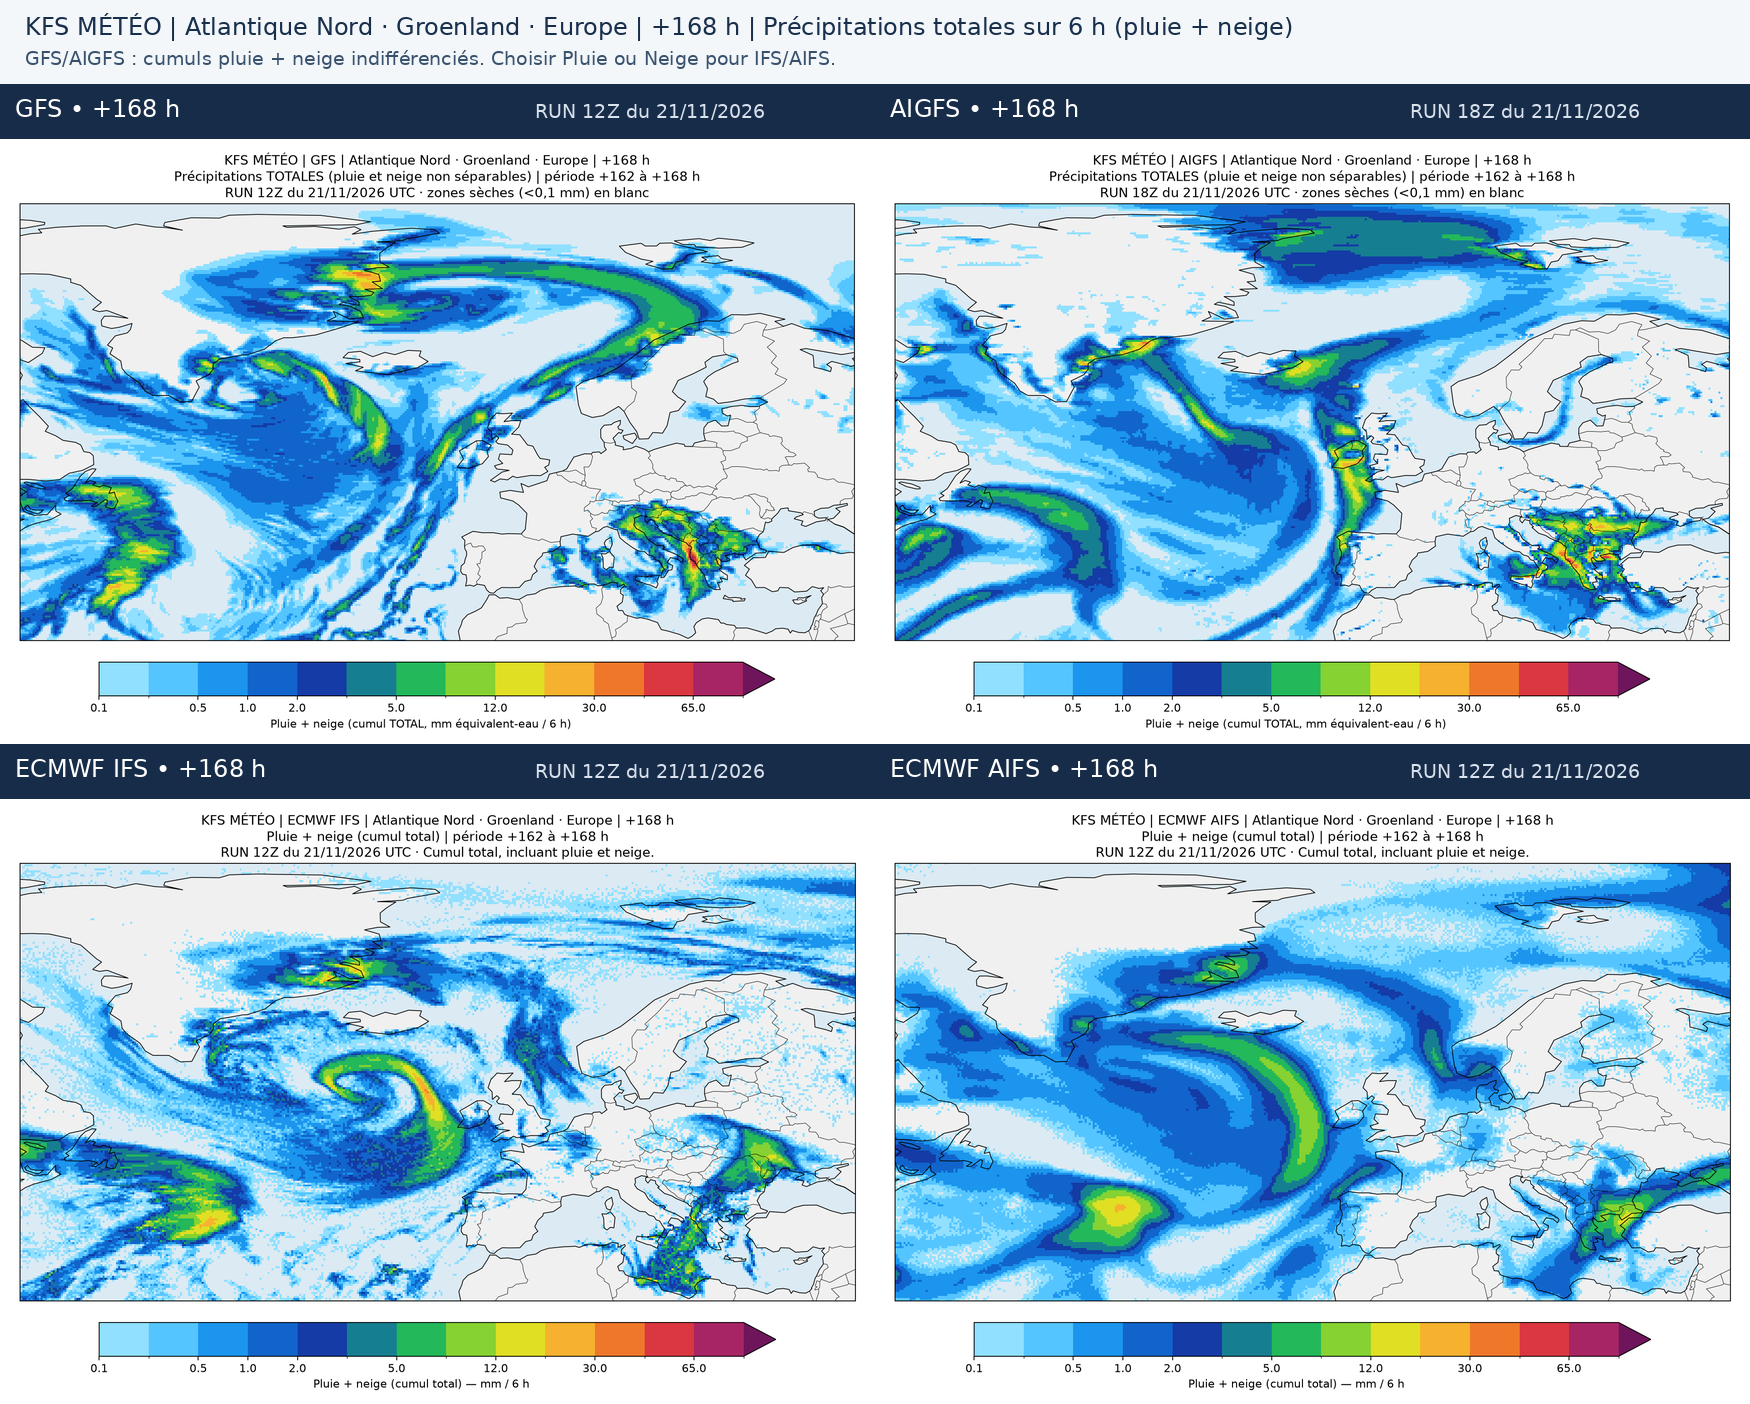 KFS MÉTÉO | Atlantique Nord · Groenland · Europe | +168 h | Précipitations totales sur 6 h (pluie + neige)
GFS/AIGFS : cumuls pluie + neige indifférenciés. Choisir Pluie ou Neige pour IFS/AIFS.
GFS • +168 h
RUN 12Z du 21/11/2026
AIGFS • +168 h
RUN 18Z du 21/11/2026
KFS MÉTÉO | GFS | Atlantique Nord · Groenland · Europe | +168 h
Précipitations TOTALES (pluie et neige non séparables) | période +162 à +168 h
RUN 12Z du 21/11/2026 UTC · zones sèches (<0,1 mm) en blanc
KFS MÉTÉO | AIGFS | Atlantique Nord · Groenland · Europe | +168 h
Précipitations TOTALES (pluie et neige non séparables) | période +162 à +168 h
RUN 18Z du 21/11/2026 UTC · zones sèches (<0,1 mm) en blanc
0.1 0.5 1.0 2.0 5.0 12.0 30.0 65.0
Pluie + neige (cumul TOTAL, mm équivalent-eau / 6 h)
0.1 0.5 1.0 2.0 5.0 12.0 30.0 65.0
Pluie + neige (cumul TOTAL, mm équivalent-eau / 6 h)
ECMWF IFS • +168 h
RUN 12Z du 21/11/2026
ECMWF AIFS • +168 h
RUN 12Z du 21/11/2026
KFS MÉTÉO | ECMWF IFS | Atlantique Nord · Groenland · Europe | +168 h
Pluie + neige (cumul total) | période +162 à +168 h
RUN 12Z du 21/11/2026 UTC · Cumul total, incluant pluie et neige.
KFS MÉTÉO | ECMWF AIFS | Atlantique Nord · Groenland · Europe | +168 h
Pluie + neige (cumul total) | période +162 à +168 h
RUN 12Z du 21/11/2026 UTC · Cumul total, incluant pluie et neige.
0.1 0.5 1.0 2.0 5.0 12.0 30.0 65.0
Pluie + neige (cumul total) — mm / 6 h
0.1 0.5 1.0 2.0 5.0 12.0 30.0 65.0
Pluie + neige (cumul total) — mm / 6 h